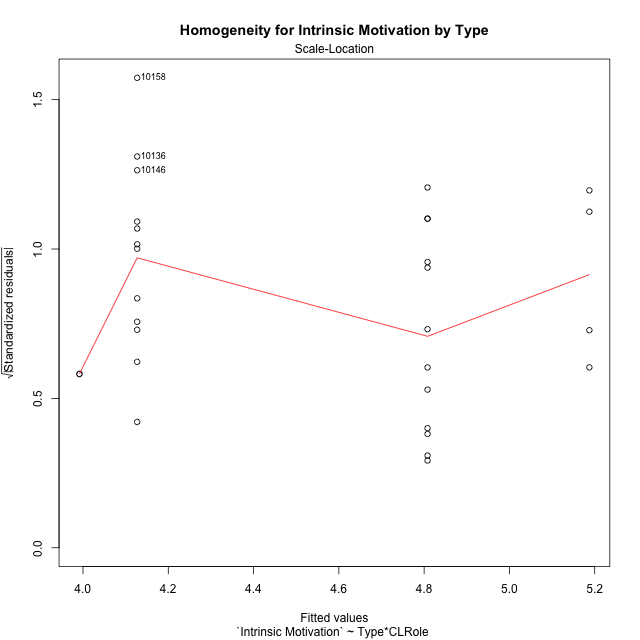 Homogeneity for Intrinsic Motivation by Type
Scale-Location
10158
10136
10146
√|Standardized residuals|
1.5
1.0
0.5
0.0
4.0 4.2 4.4 4.6 4.8 5.0 5.2
Fitted values
`Intrinsic Motivation` ~ Type*CLRole